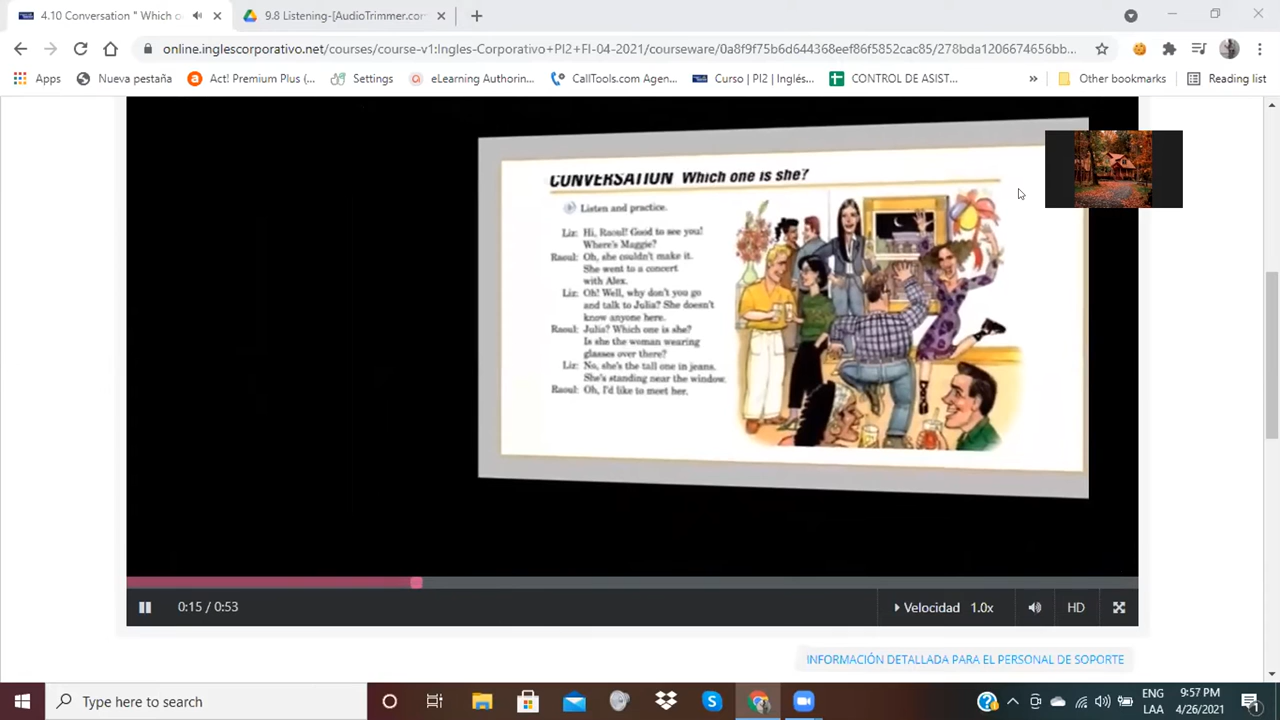 4.10 Conversation " Which o
9.8 Listening-[AudioTrimmer.com
online.inglescorporativo.net/courses/course-v1:Ingles-Corporativo+PI2+FI-04-2021/courseware/0a8f9f75b6d644368eef86f5852cac85/278bda1206674656bb...
Apps
Nueva pestaña
Act! Premium Plus (...
Settings
eLearning Authorin...
CallTools.com Agen...
Curso | PI2 | Inglés...
CONTROL DE ASIST...
»
Other bookmarks
Reading list
CONVERSATION Which one is she?
Listen and practice.
Liz: Hi, Raoul! Good to see you!
Where's Maggie?
Raoul: Oh, she couldn't make it.
She went to a concert
with Alex.
Liz: Oh! Well, why don't you go
and talk to Julia? She doesn't
know anyone here.
Raoul: Julia? Which one is she?
Is she the woman wearing
glasses over there?
Liz: No, she's the tall one in jeans.
She's standing near the window.
Raoul: Oh, I'd like to meet her.
0:15 / 0:53
Velocidad 1.0x
HD
INFORMACIÓN DETALLADA PARA EL PERSONAL DE SOPORTE
Type here to search
ENG
LAA
9:57 PM
4/26/2021
1